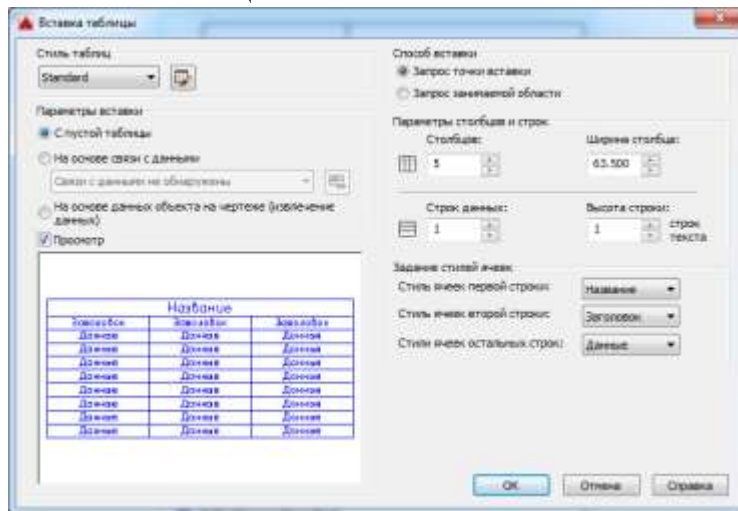 Вставка таблицы
Стиль таблиц
Standard
Параметры вставки
С пустой таблицы
На основе связи с данными
Связи с данными не обнаружены
На основе данных объекта на чертеже (извлечение
данных)
Просмотр
Название
Заголовок Заголовок Заголовок
Данные Данные Данные
Данные Данные Данные
Данные Данные Данные
Данные Данные Данные
Данные Данные Данные
Данные Данные Данные
Данные Данные Данные
Данные Данные Данные
Способ вставки
Запрос точки вставки
Запрос занимаемой области
Параметры столбцов и строк
Столбцов: Ширина столбца:
5 63.500
Строк данных: Высота строки:
1 1 строк
текста
Задание стилей ячеек
Стиль ячеек первой строки: Название
Стиль ячеек второй строки: Заголовок
Стили ячеек остальных строк: Данные
OK Отмена Справка